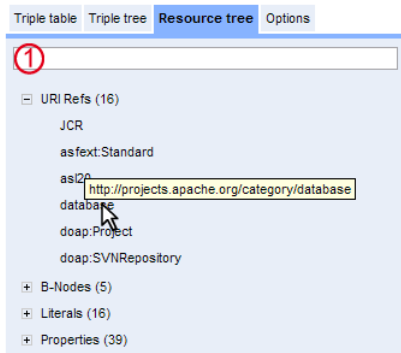 Triple table Triple tree Resource tree Options
1
URI Refs (16)
JCR
asfext:Standard
asl20
http://projects.apache.org/category/database
database
doap:Project
doap:SVNRepository
B-Nodes (5)
Literals (16)
Properties (39)